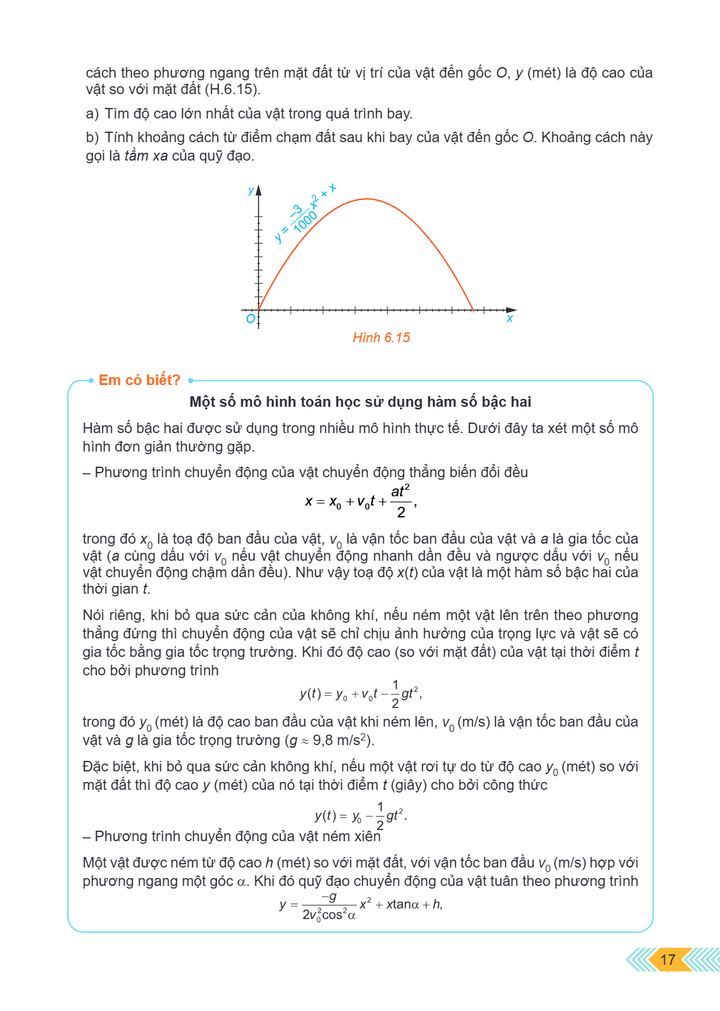 cách theo phương ngang trên mặt đất từ vị trí của vật đến gốc O, y (mét) là độ cao của
vật so với mặt đất (H.6.15).
a) Tìm độ cao lớn nhất của vật trong quá trình bay.
b) Tính khoảng cách từ điểm chạm đất sau khi bay của vật đến gốc O. Khoảng cách này
gọi là tầm xa của quỹ đạo.
y
y = −3/1000 x² + x
O
x
Hình 6.15
Em có biết?
Một số mô hình toán học sử dụng hàm số bậc hai
Hàm số bậc hai được sử dụng trong nhiều mô hình thực tế. Dưới đây ta xét một số mô
hình đơn giản thường gặp.
– Phương trình chuyển động của vật chuyển động thẳng biến đổi đều
x = x₀ + v₀t + at²/2,
trong đó x₀ là toạ độ ban đầu của vật, v₀ là vận tốc ban đầu của vật và a là gia tốc của
vật (a cùng dấu với v₀ nếu vật chuyển động nhanh dần đều và ngược dấu với v₀ nếu
vật chuyển động chậm dần đều). Như vậy toạ độ x(t) của vật là một hàm số bậc hai của
thời gian t.
Nói riêng, khi bỏ qua sức cản của không khí, nếu ném một vật lên trên theo phương
thẳng đứng thì chuyển động của vật sẽ chỉ chịu ảnh hưởng của trọng lực và vật sẽ có
gia tốc bằng gia tốc trọng trường. Khi đó độ cao (so với mặt đất) của vật tại thời điểm t
cho bởi phương trình
y(t) = y₀ + v₀t − 1/2 gt²,
trong đó y₀ (mét) là độ cao ban đầu của vật khi ném lên, v₀ (m/s) là vận tốc ban đầu của
vật và g là gia tốc trọng trường (g ≈ 9,8 m/s²).
Đặc biệt, khi bỏ qua sức cản không khí, nếu một vật rơi tự do từ độ cao y₀ (mét) so với
mặt đất thì độ cao y (mét) của nó tại thời điểm t (giây) cho bởi công thức
y(t) = y₀ − 1/2 gt².
– Phương trình chuyển động của vật ném xiên
Một vật được ném từ độ cao h (mét) so với mặt đất, với vận tốc ban đầu v₀ (m/s) hợp với
phương ngang một góc α. Khi đó quỹ đạo chuyển động của vật tuân theo phương trình
y = −g/(2v₀²cos²α) x² + xtanα + h,
17